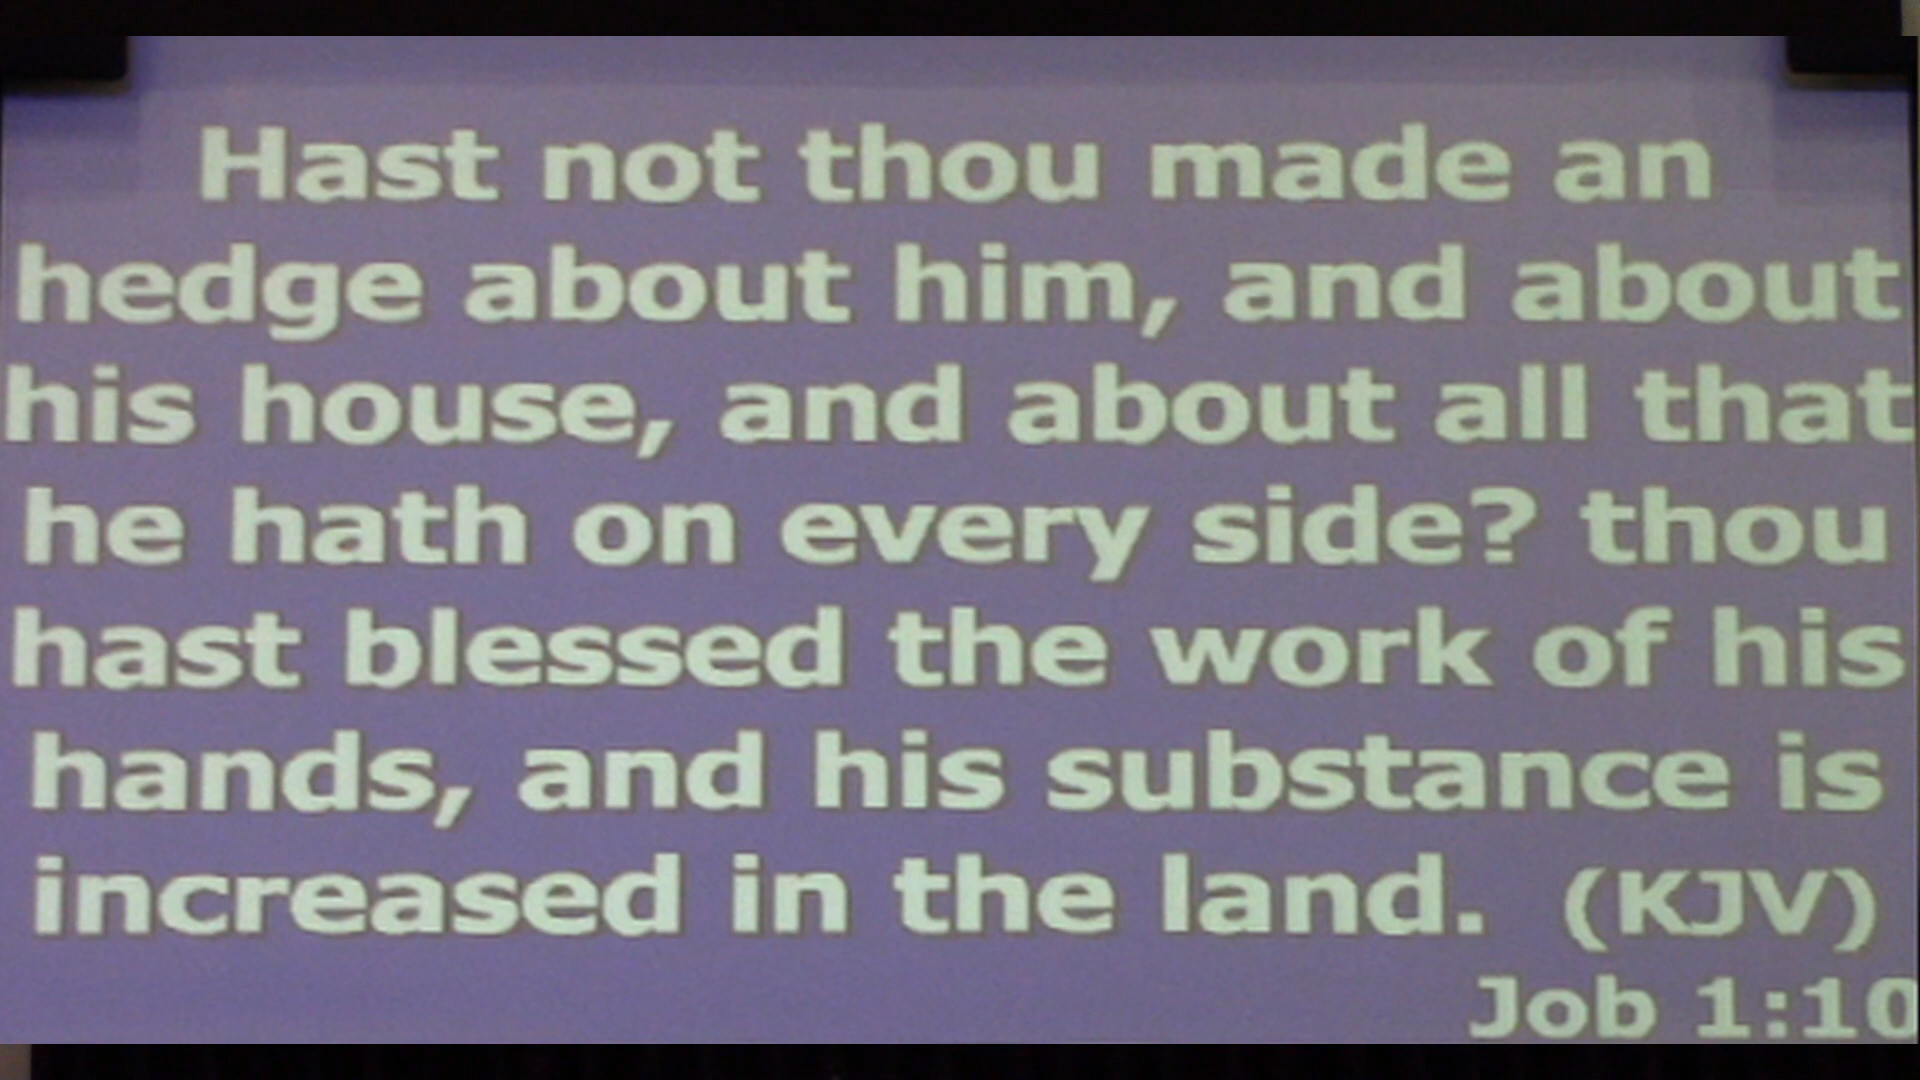 Hast not thou made an
hedge about him, and about
his house, and about all that
he hath on every side? thou
hast blessed the work of his
hands, and his substance is
increased in the land. (KJV)
Job 1:10